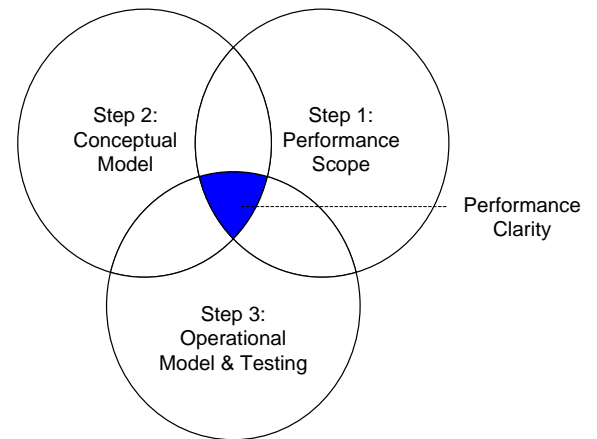 Step 2:
Conceptual
Model
Step 1:
Performance
Scope
Performance
Clarity
Step 3:
Operational
Model & Testing